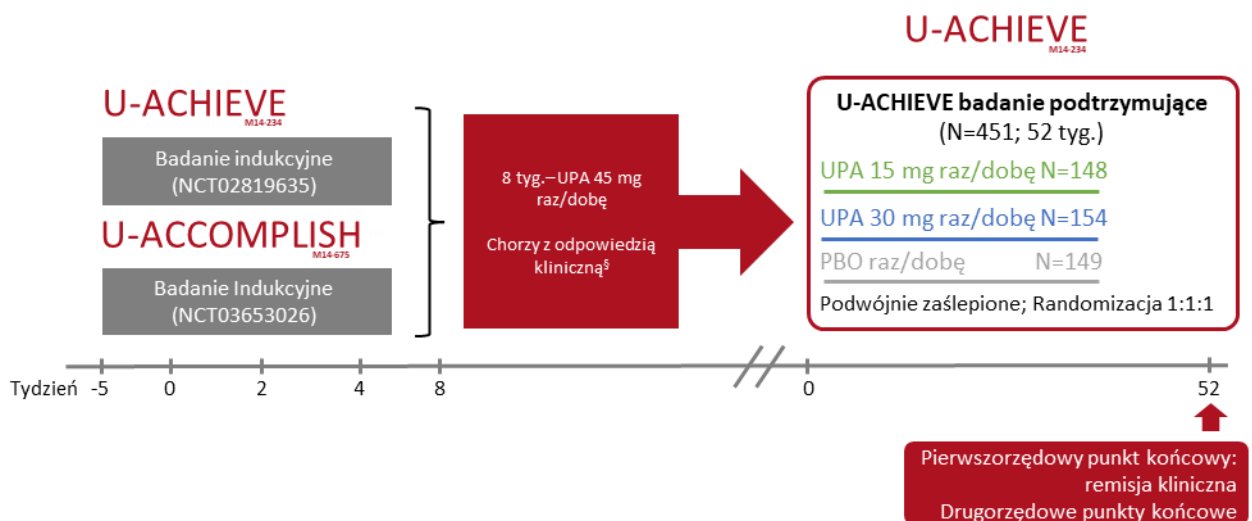 U-ACHIEVE
M14-234
Badanie indukcyjne
(NCT02819635)
U-ACCOMPLISH
M14-675
Badanie Indukcyjne
(NCT03653026)
8 tyg.–UPA 45 mg
raz/dobę
Chorzy z odpowiedzią
kliniczną§
U-ACHIEVE
M14-234
U-ACHIEVE badanie podtrzymujące
(N=451; 52 tyg.)
UPA 15 mg raz/dobę N=148
UPA 30 mg raz/dobę N=154
PBO raz/dobę N=149
Podwójnie zaślepione; Randomizacja 1:1:1
Tydzień -5 0 2 4 8 0 52
Pierwszorzędowy punkt końcowy:
remisja kliniczna
Drugorzędowe punkty końcowe